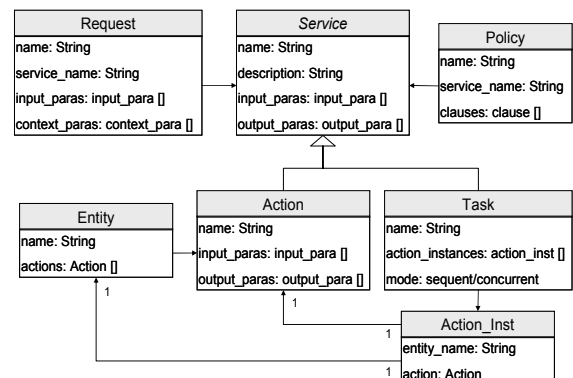 Request
name: String
service_name: String
input_paras: input_para []
context_paras: context_para []
Service
name: String
description: String
input_paras: input_para []
output_paras: output_para []
Policy
name: String
service_name: String
clauses: clause []
Entity
name: String
actions: Action []
Action
name: String
input_paras: input_para []
output_paras: output_para []
Task
name: String
action_instances: action_inst []
mode: sequent/concurrent
1
1
1
1
Action_Inst
entity_name: String
action: Action